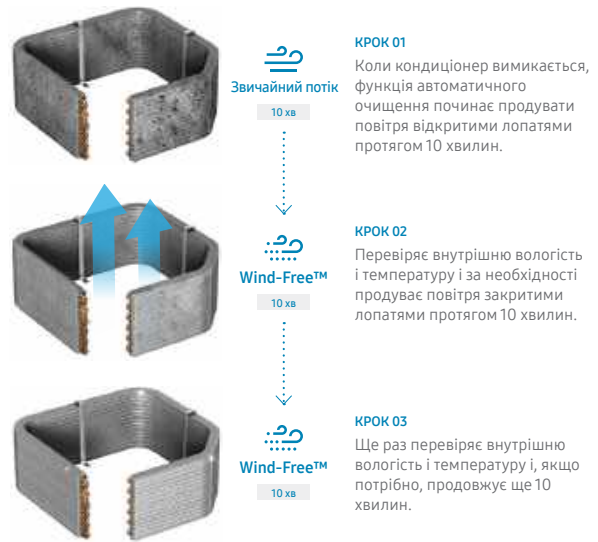 Звичайний потік
10 хв
КРОК 01
Коли кондиціонер вимикається,
функція автоматичного
очищення починає продувати
повітря відкритими лопатями
протягом 10 хвилин.
Wind-Free™
10 хв
КРОК 02
Перевіряє внутрішню вологість
і температуру і за необхідності
продуває повітря закритими
лопатями протягом 10 хвилин.
Wind-Free™
10 хв
КРОК 03
Ще раз перевіряє внутрішню
вологість і температуру і, якщо
потрібно, продовжує ще 10
хвилин.